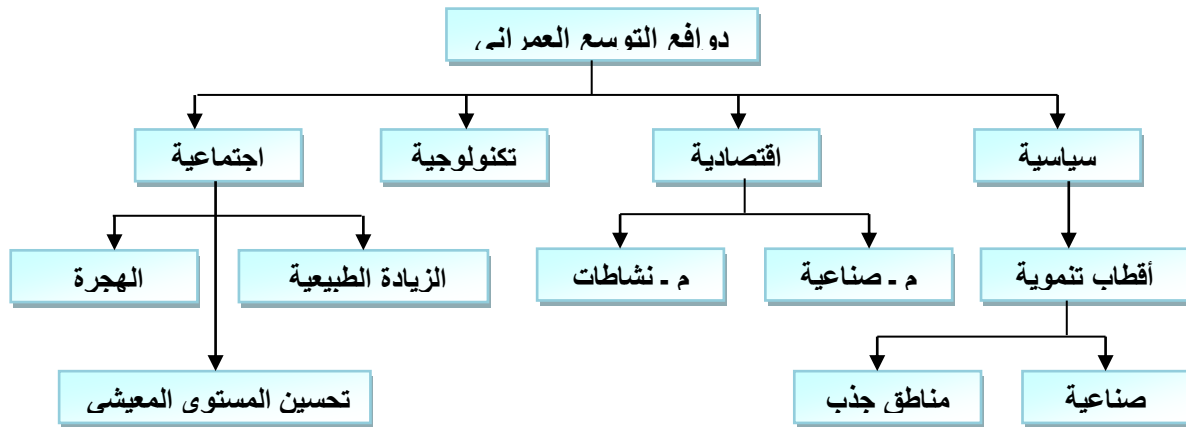 دوافع التوسع العمراني
سياسية
اقتصادية
تكنولوجية
اجتماعية
أقطاب تنموية
م ـ صناعية
م ـ نشاطات
الزيادة الطبيعية
الهجرة
صناعية
مناطق جذب
تحسين المستوى المعيشي